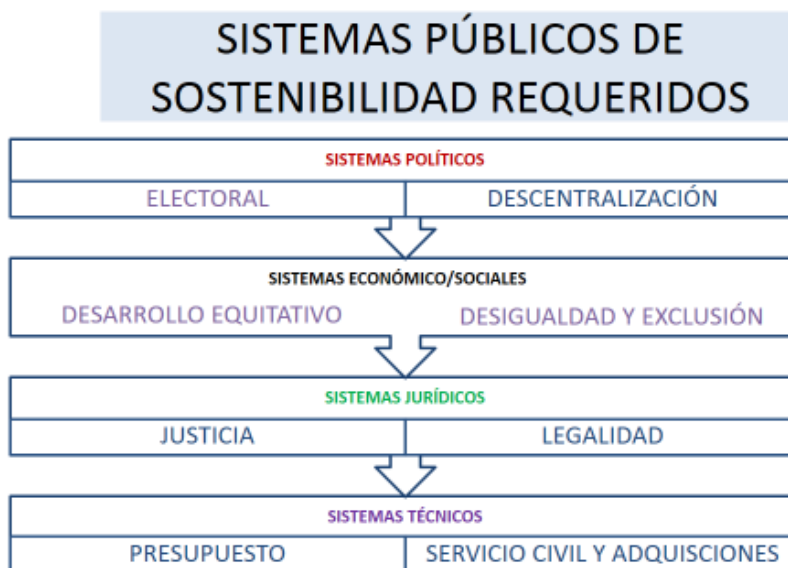 SISTEMAS PÚBLICOS DE
SOSTENIBILIDAD REQUERIDOS
SISTEMAS POLÍTICOS
ELECTORAL DESCENTRALIZACIÓN
SISTEMAS ECONÓMICO/SOCIALES
DESARROLLO EQUITATIVO DESIGUALDAD Y EXCLUSIÓN
SISTEMAS JURÍDICOS
JUSTICIA LEGALIDAD
SISTEMAS TÉCNICOS
PRESUPUESTO SERVICIO CIVIL Y ADQUISCIONES